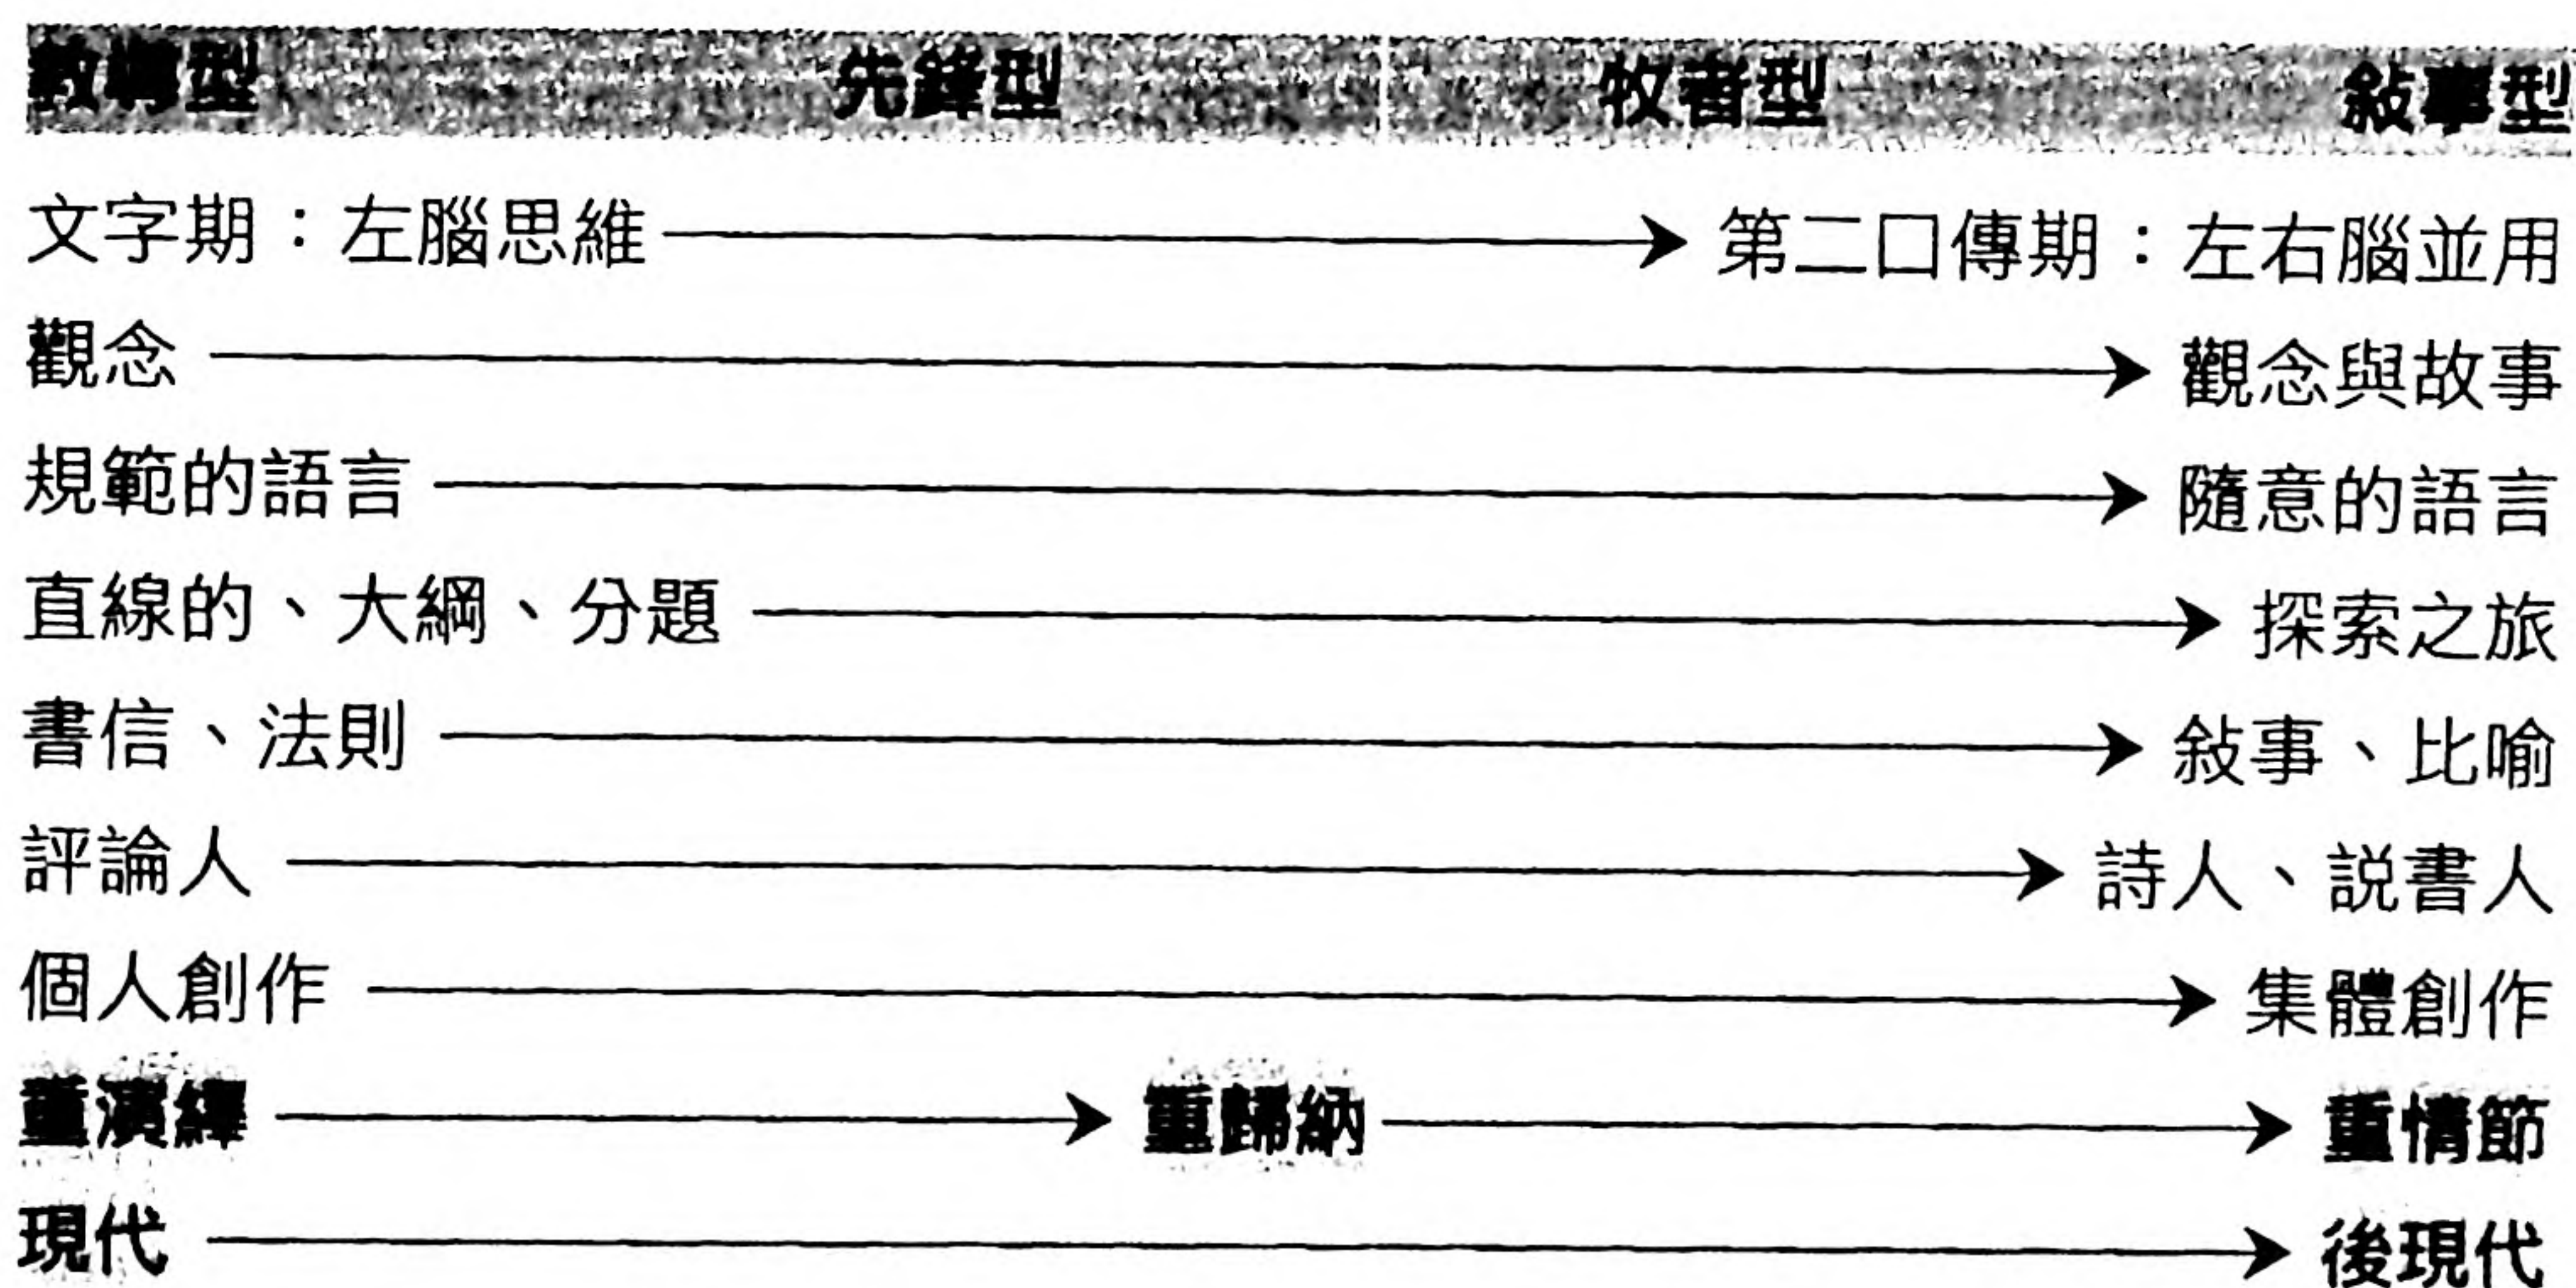 教導型 先鋒型 牧者型 敍事型
文字期：左腦思維 第二口傳期：左右腦並用
觀念 觀念與故事
規範的語言 隨意的語言
直線的、大綱、分題 探索之旅
書信、法則 敍事、比喻
評論人 詩人、説書人
個人創作 集體創作
重演繹 重歸納 重情節
現代 後現代